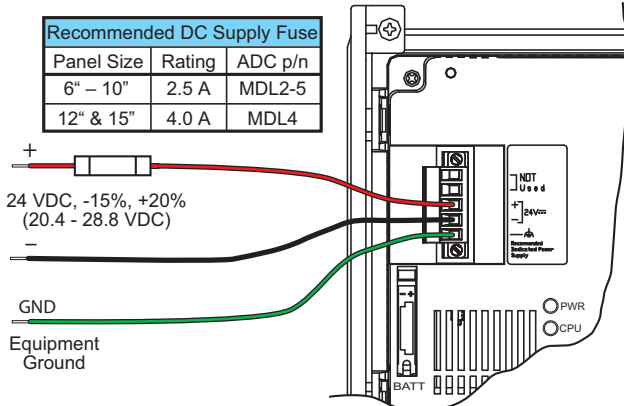 Recommended DC Supply Fuse
Panel Size Rating ADC p/n
6“ – 10” 2.5 A MDL2-5
12“ & 15” 4.0 A MDL4
+
24 VDC, -15%, +20%
(20.4 - 28.8 VDC)
–
GND
Equipment
Ground
NOT
Used
+
24V
–
Recommended
Dedicated Power
Supply
– +
BATT
PWR
CPU